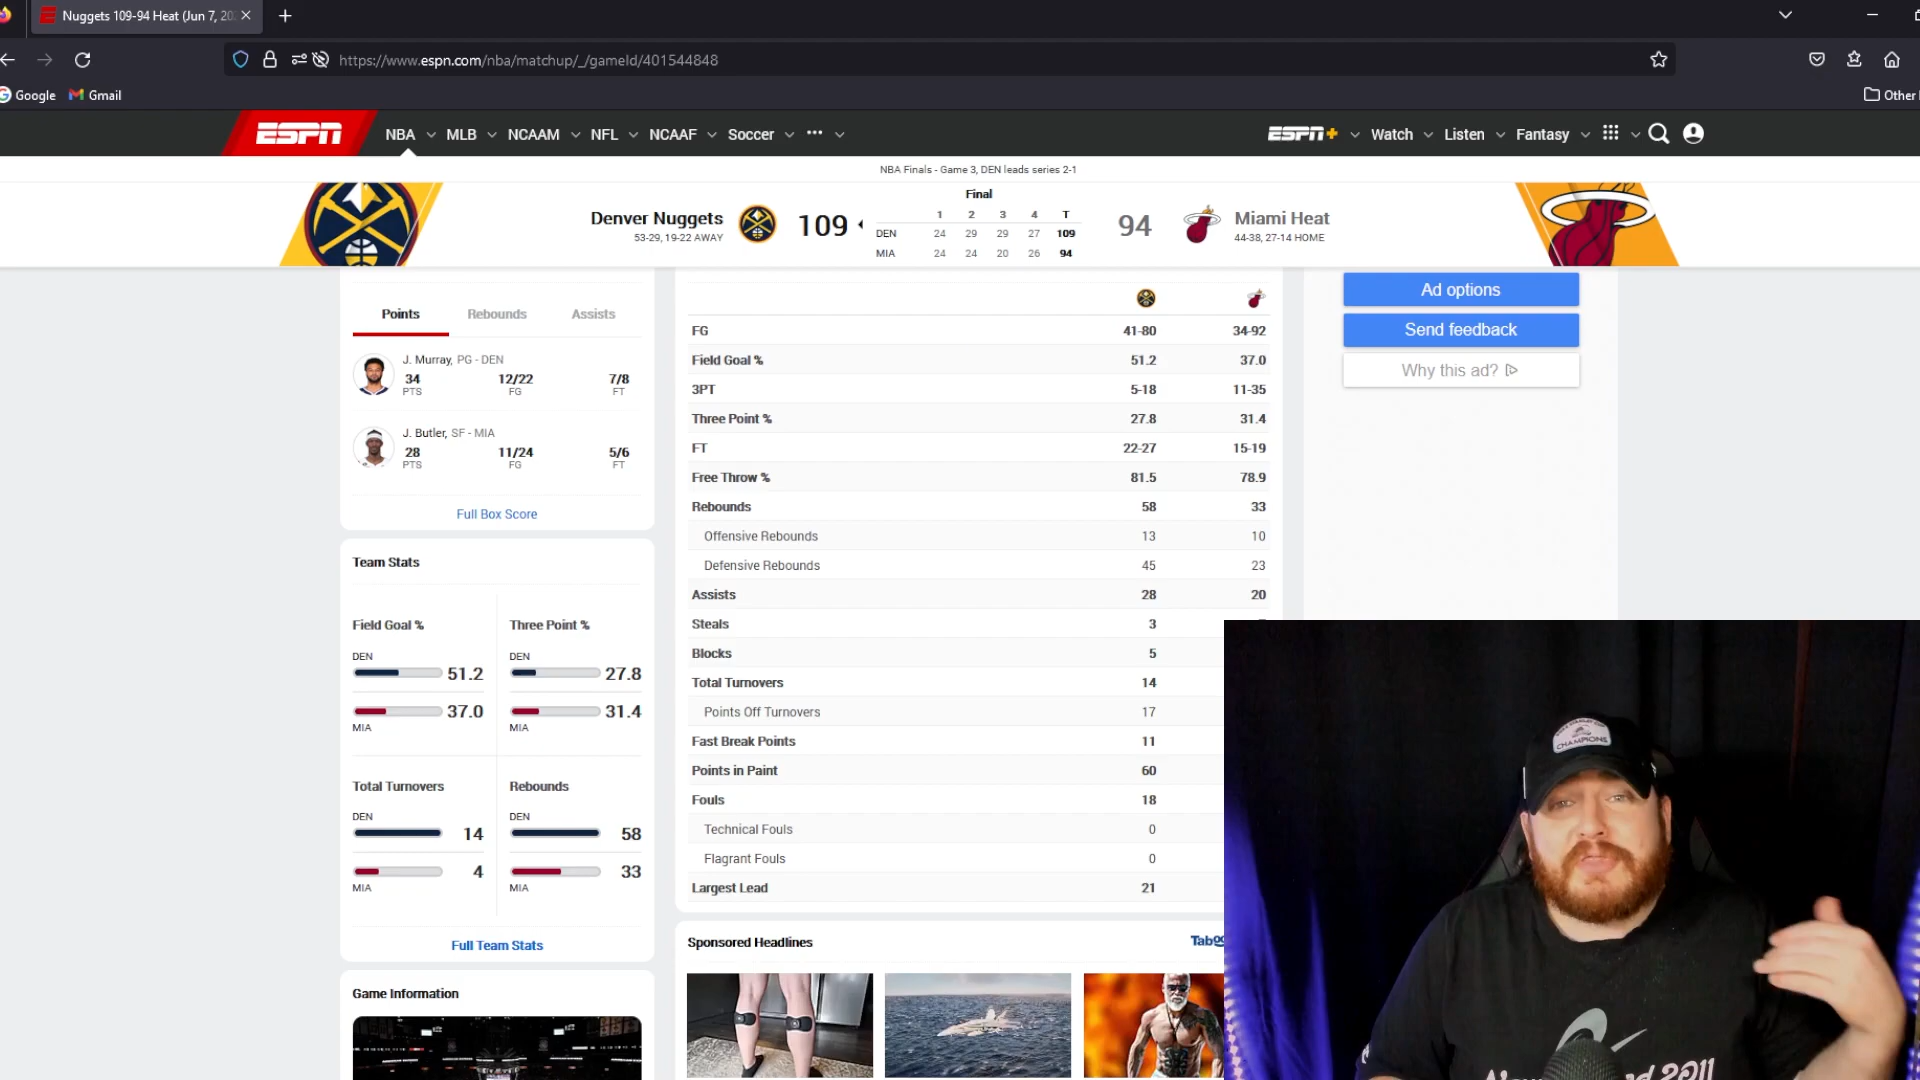 Nuggets 109-94 Heat (Jun 7, 20
https://www.espn.com/nba/matchup/_/gameId/401544848
Google
Gmail
Other
ESPN
NBA
MLB
NCAAM
NFL
NCAAF
Soccer
ESPN+
Watch
Listen
Fantasy
NBA Finals - Game 3, DEN leads series 2-1
Final
Denver Nuggets
53-29, 19-22 AWAY
109
1 2 3 4 T
DEN 24 29 29 27 109
MIA 24 24 20 26 94
94
Miami Heat
44-38, 27-14 HOME
Points Rebounds Assists
J. Murray, PG - DEN
34 12/22 7/8
PTS FG FT
J. Butler, SF - MIA
28 11/24 5/6
PTS FG FT
Full Box Score
Team Stats
Field Goal %
DEN
51.2
37.0
MIA
Three Point %
DEN
27.8
31.4
MIA
Total Turnovers
DEN
14
4
MIA
Rebounds
DEN
58
33
MIA
Full Team Stats
Game Information
FG 41-80 34-92
Field Goal % 51.2 37.0
3PT 5-18 11-35
Three Point % 27.8 31.4
FT 22-27 15-19
Free Throw % 81.5 78.9
Rebounds 58 33
Offensive Rebounds 13 10
Defensive Rebounds 45 23
Assists 28 20
Steals 3
Blocks 5
Total Turnovers 14
Points Off Turnovers 17
Fast Break Points 11
Points in Paint 60
Fouls 18
Technical Fouls 0
Flagrant Fouls 0
Largest Lead 21
Sponsored Headlines
Ad options
Send feedback
Why this ad?
CHAMPIONS
2011